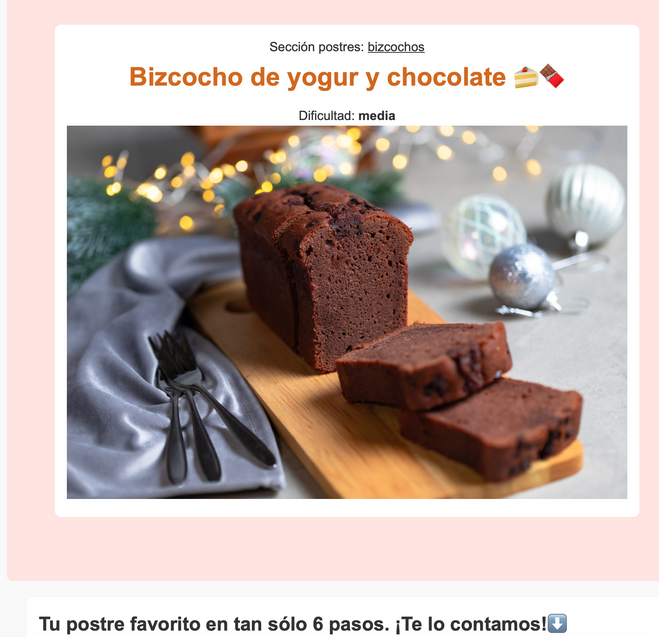 Sección postres: bizcochos
Bizcocho de yogur y chocolate 🍰🍫
Dificultad: media
Tu postre favorito en tan sólo 6 pasos. ¡Te lo contamos!⬇️